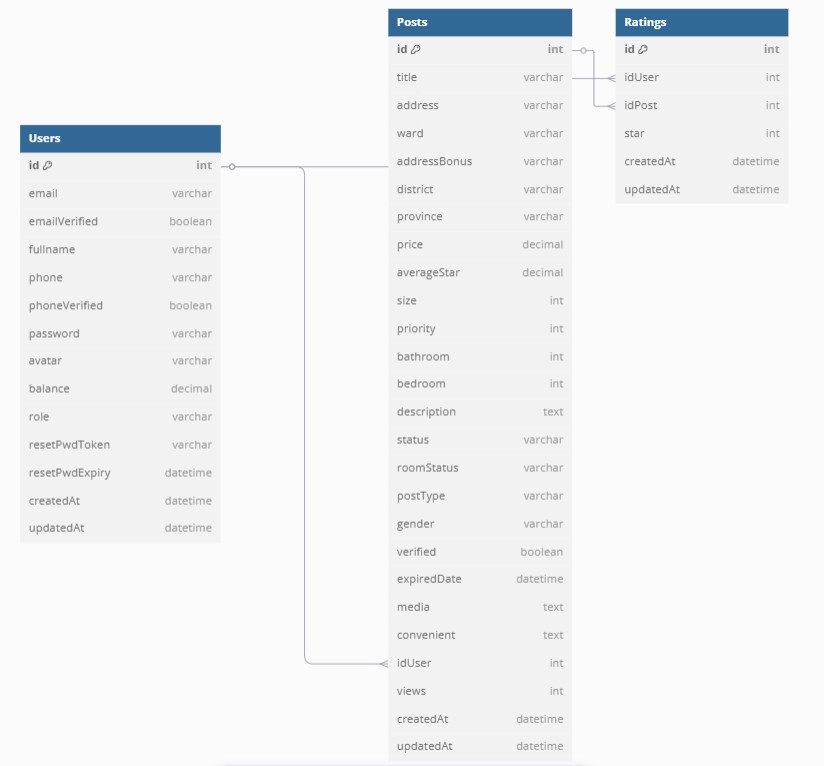 Users
id int
email varchar
emailVerified boolean
fullname varchar
phone varchar
phoneVerified boolean
password varchar
avatar varchar
balance decimal
role varchar
resetPwdToken varchar
resetPwdExpiry datetime
createdAt datetime
updatedAt datetime
Posts
id int
title varchar
address varchar
ward varchar
addressBonus varchar
district varchar
province varchar
price decimal
averageStar decimal
size int
priority int
bathroom int
bedroom int
description text
status varchar
roomStatus varchar
postType varchar
gender varchar
verified boolean
expiredDate datetime
media text
convenient text
idUser int
views int
createdAt datetime
updatedAt datetime
Ratings
id int
idUser int
idPost int
star int
createdAt datetime
updatedAt datetime